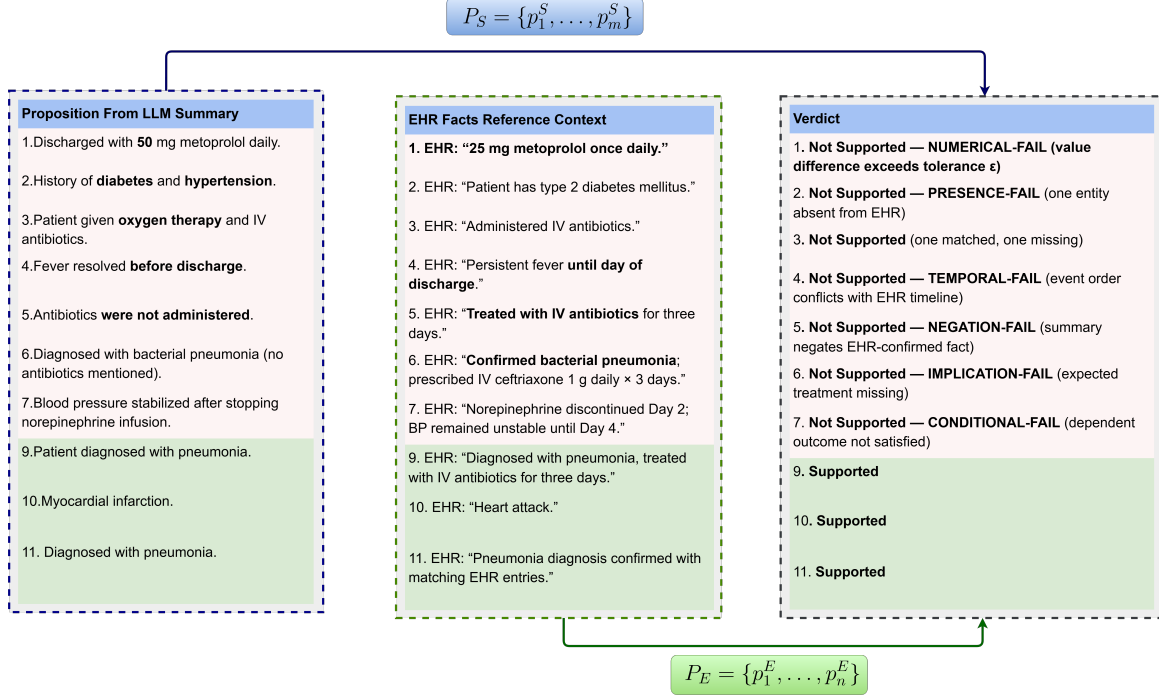 P_S = {p_1^S, . . . , p_m^S}
Proposition From LLM Summary
1.Discharged with 50 mg metoprolol daily.
2.History of diabetes and hypertension.
3.Patient given oxygen therapy and IV
antibiotics.
4.Fever resolved before discharge.
5.Antibiotics were not administered.
6.Diagnosed with bacterial pneumonia (no
antibiotics mentioned).
7.Blood pressure stabilized after stopping
norepinephrine infusion.
9.Patient diagnosed with pneumonia.
10.Myocardial infarction.
11. Diagnosed with pneumonia.
EHR Facts Reference Context
1. EHR: “25 mg metoprolol once daily.”
2. EHR: “Patient has type 2 diabetes mellitus.”
3. EHR: “Administered IV antibiotics.”
4. EHR: “Persistent fever until day of
discharge.”
5. EHR: “Treated with IV antibiotics for three
days.”
6. EHR: “Confirmed bacterial pneumonia;
prescribed IV ceftriaxone 1 g daily × 3 days.”
7. EHR: “Norepinephrine discontinued Day 2;
BP remained unstable until Day 4.”
9. EHR: “Diagnosed with pneumonia, treated
with IV antibiotics for three days.”
10. EHR: “Heart attack.”
11. EHR: “Pneumonia diagnosis confirmed with
matching EHR entries.”
Verdict
1. Not Supported — NUMERICAL-FAIL (value
difference exceeds tolerance ε)
2. Not Supported — PRESENCE-FAIL (one entity
absent from EHR)
3. Not Supported (one matched, one missing)
4. Not Supported — TEMPORAL-FAIL (event order
conflicts with EHR timeline)
5. Not Supported — NEGATION-FAIL (summary
negates EHR-confirmed fact)
6. Not Supported — IMPLICATION-FAIL (expected
treatment missing)
7. Not Supported — CONDITIONAL-FAIL (dependent
outcome not satisfied)
9. Supported
10. Supported
11. Supported
P_E = {p_1^E, . . . , p_n^E}